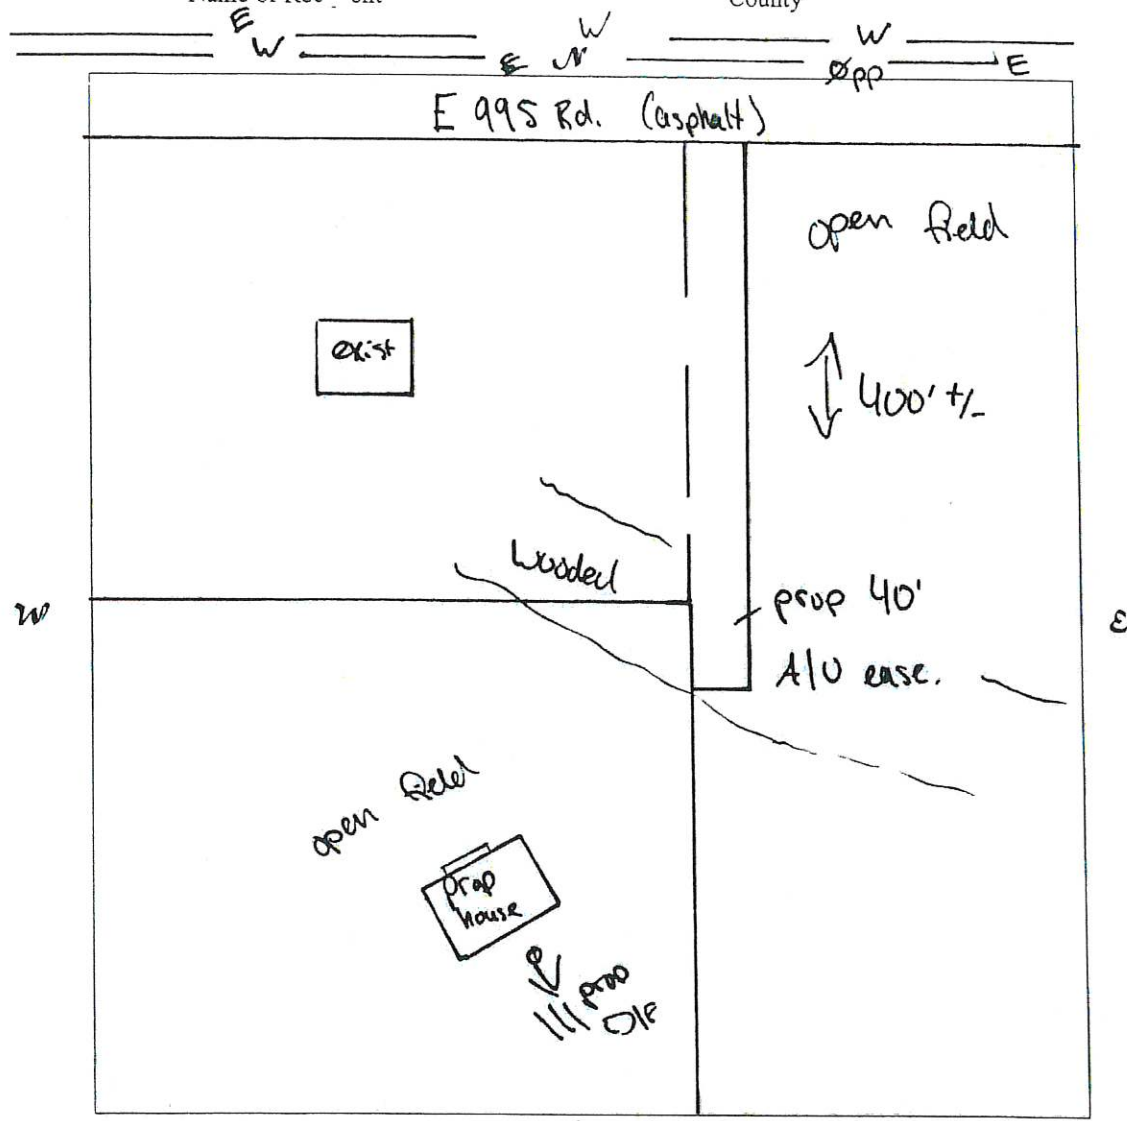 County
E W
W W
E N Opp E
E 995 Rd. (asphalt)
open field
exist
400' +/-
Wooded
W prop 40' E
A/U ease.
open field
prop
house
prop